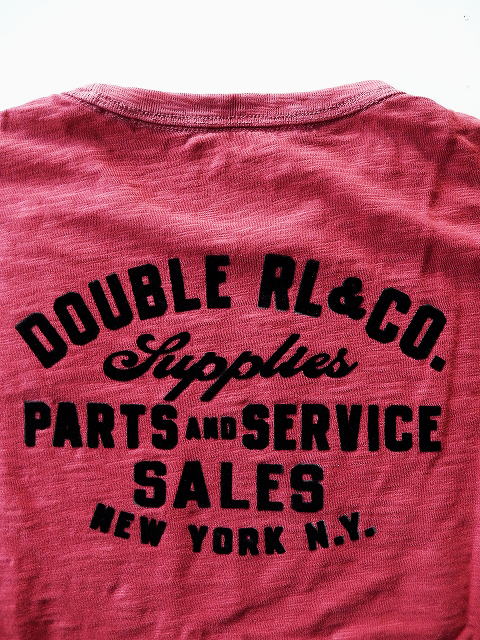 DOUBLE RL&CO.
Supplies
PARTS AND SERVICE
SALES
NEW YORK N.Y.